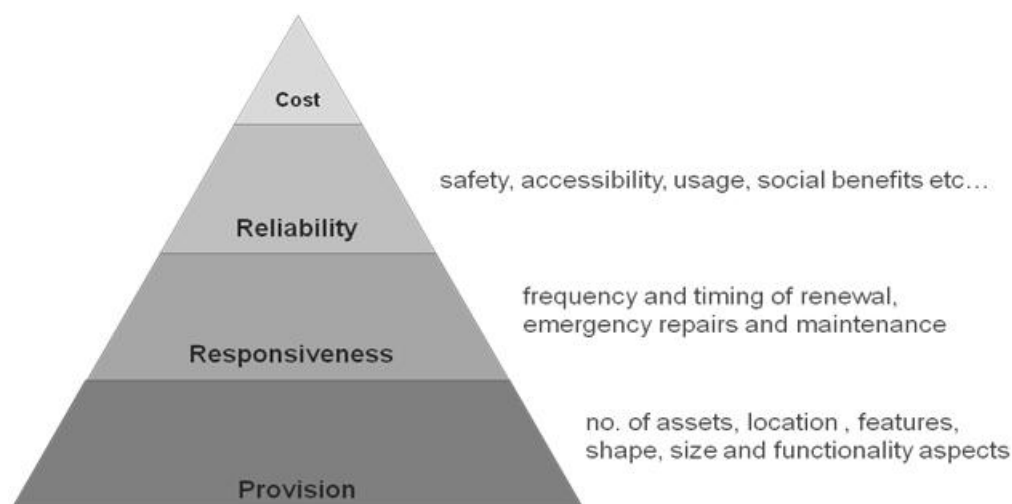 Cost
safety, accessibility, usage, social benefits etc...
Reliability
frequency and timing of renewal,
emergency repairs and maintenance
Responsiveness
no. of assets, location , features,
shape, size and functionality aspects
Provision